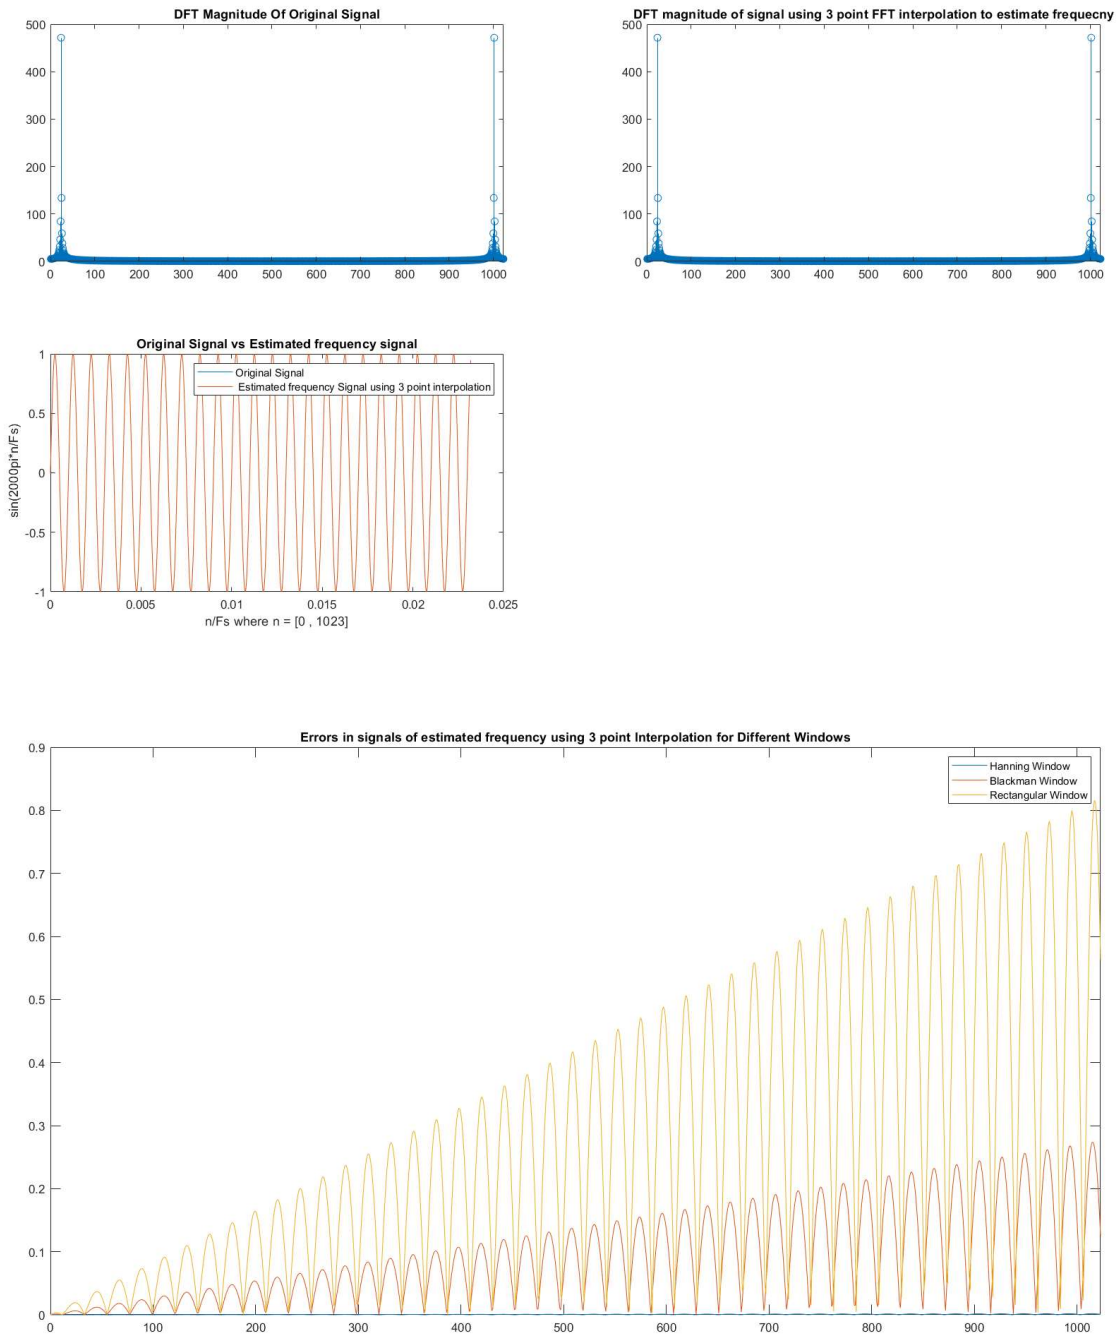 DFT Magnitude Of Original Signal
500
400
300
200
100
0
0 100 200 300 400 500 600 700 800 900 1000
DFT magnitude of signal using 3 point FFT interpolation to estimate frequecny
500
400
300
200
100
0
0 100 200 300 400 500 600 700 800 900 1000
Original Signal vs Estimated frequency signal
Original Signal
Estimated frequency Signal using 3 point interpolation
sin(2000pi*n/Fs)
1
0.5
0
-0.5
-1
0 0.005 0.01 0.015 0.02 0.025
n/Fs where n = [0 , 1023]
Errors in signals of estimated frequency using 3 point Interpolation for Different Windows
Hanning Window
Blackman Window
Rectangular Window
0.9
0.8
0.7
0.6
0.5
0.4
0.3
0.2
0.1
0
0 100 200 300 400 500 600 700 800 900 1000